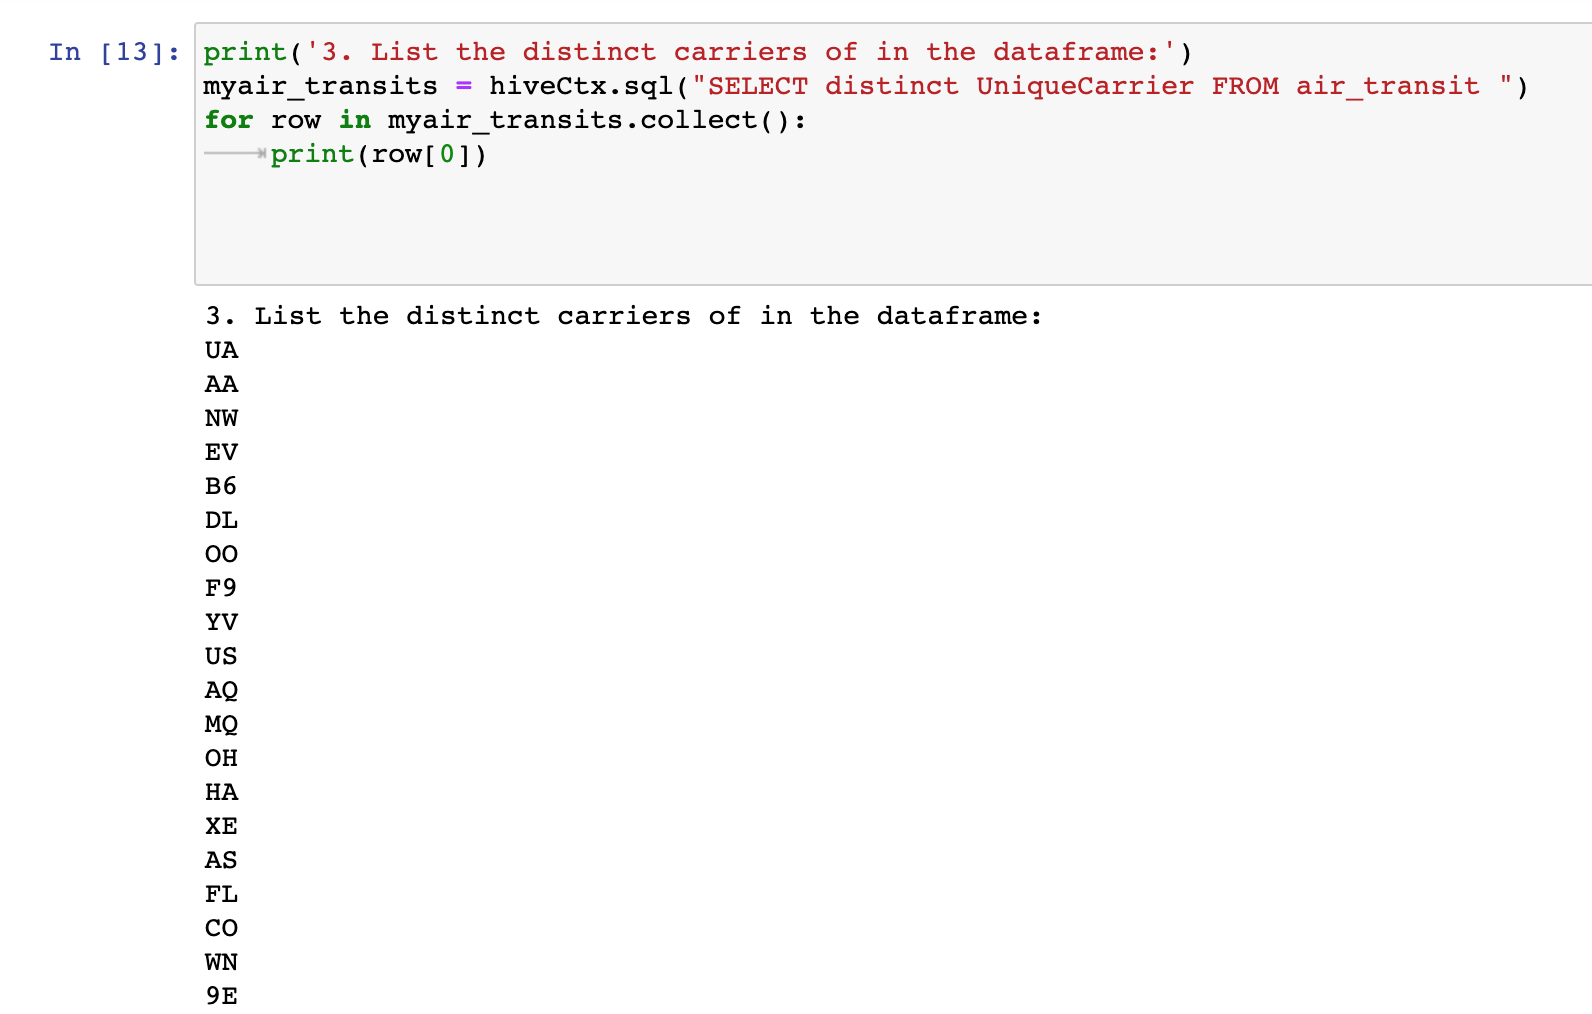 In [13]: print('3. List the distinct carriers of in the dataframe:')
myair_transits = hiveCtx.sql("SELECT distinct UniqueCarrier FROM air_transit ")
for row in myair_transits.collect():
print(row[0])
3. List the distinct carriers of in the dataframe:
UA
AA
NW
EV
B6
DL
OO
F9
YV
US
AQ
MQ
OH
HA
XE
AS
FL
CO
WN
9E